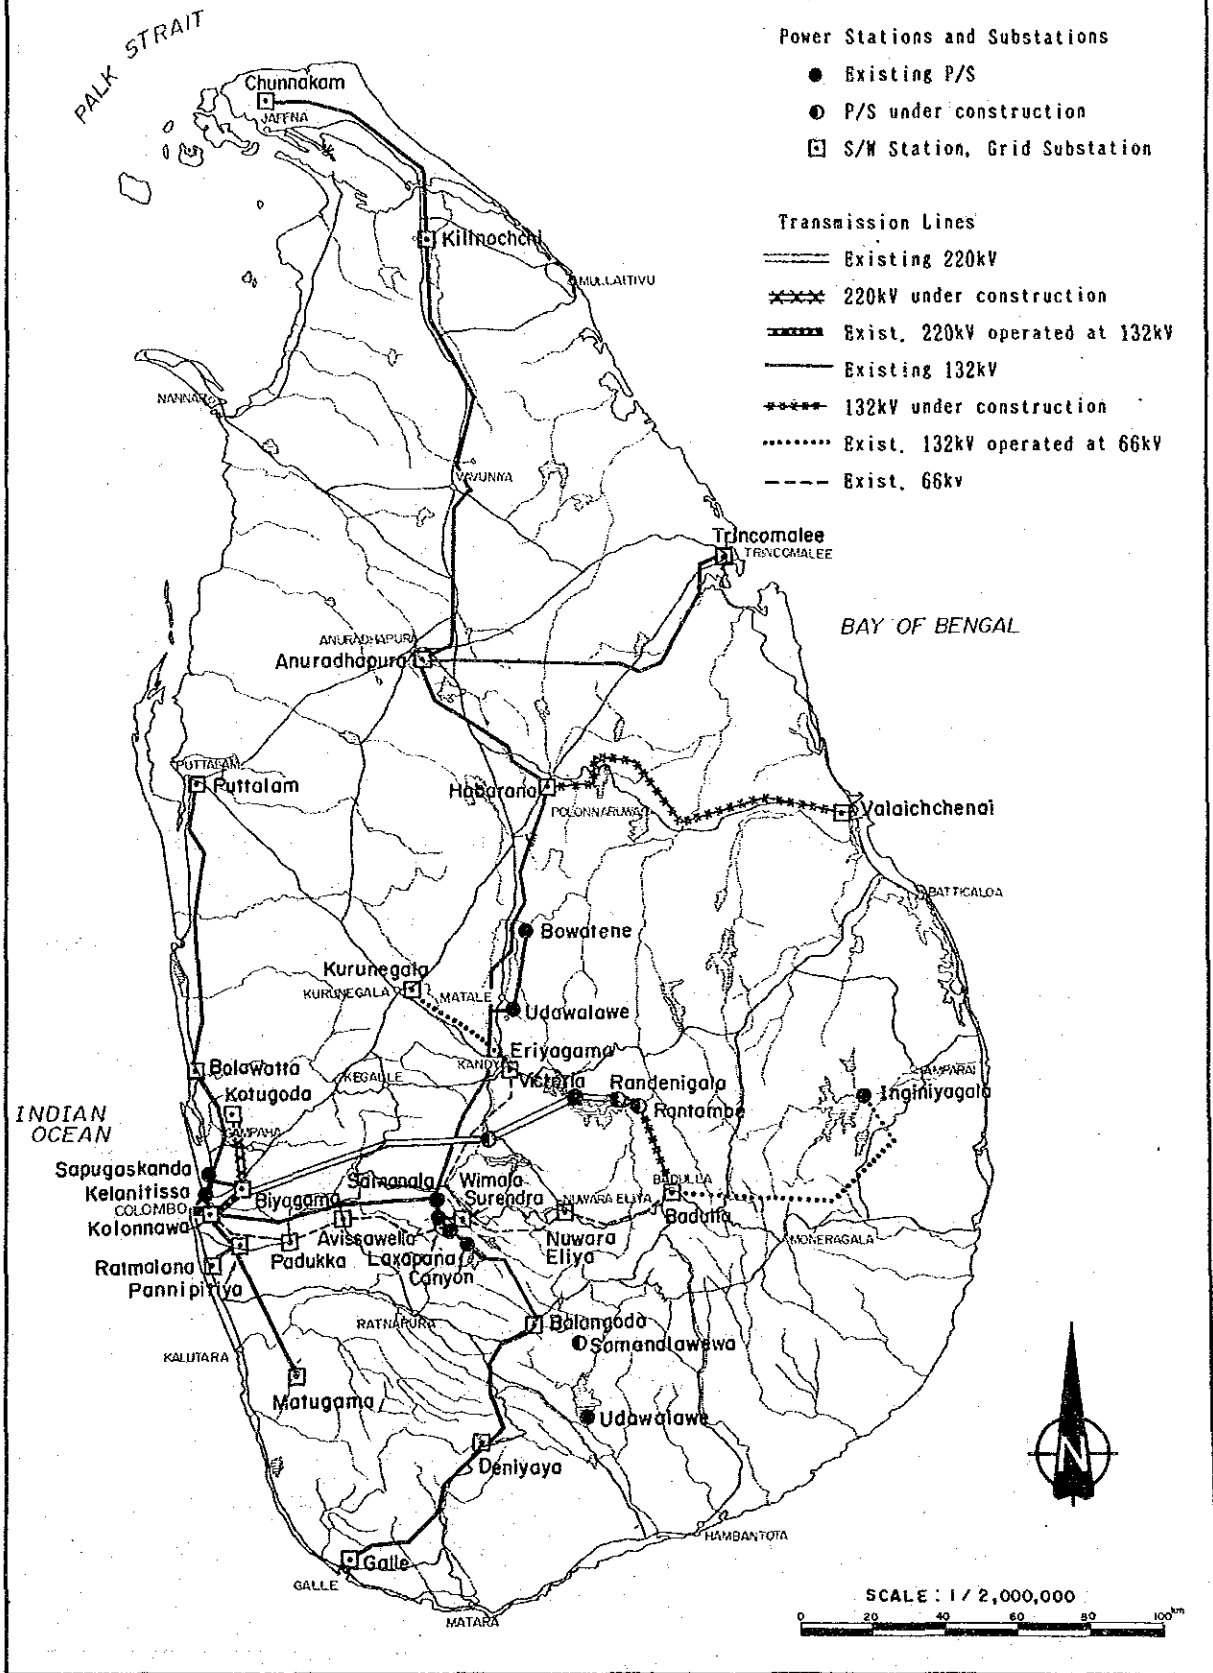 PALK STRAIT
Power Stations and Substations
Existing P/S
P/S under construction
S/W Station, Grid Substation
Transmission Lines
Existing 220kV
220kV under construction
Exist. 220kV operated at 132kV
Existing 132kV
132kV under construction
Exist. 132kV operated at 66kV
Exist. 66kv
Chunnakam
JAFFNA
Kilinochchi
MULLAITIVU
NANNAR
VAVUNIYA
Trincomalee
TRINCOMALEE
BAY OF BENGAL
ANURADHAPURA
Anuradhapura
PUTTALAM
Puttalam
Habarana
POLONNARUWA
Valaichchenai
BATTICALOA
Bowatene
Kurunegala
KURUNEGALA
MATALE
Udawalawe
Eriyagama
KANDY
Bolawatta
KEGALLE
Victoria
Randenigala
Rantambe
AMPARAI
Inginiyagala
Kotugoda
GAMPAHA
INDIAN
OCEAN
Sapugaskanda
Kelanitissa
COLOMBO
Kolonnawa
Biyagama
Samanala
Wimala
Surendra
NUWARA ELIYA
BADULLA
Badulla
Avissawella
Padukka
Laxapana
Canyon
Nuwara
Eliya
MONERAGALA
Ratmalana
Pannipitiya
RATNAPURA
Balangoda
Samanalawewa
KALUTARA
Matugama
Udawalawe
Deniyaya
HAMBANTOTA
Galle
GALLE
MATARA
N
SCALE : 1 / 2,000,000
0 20 40 60 80 100km